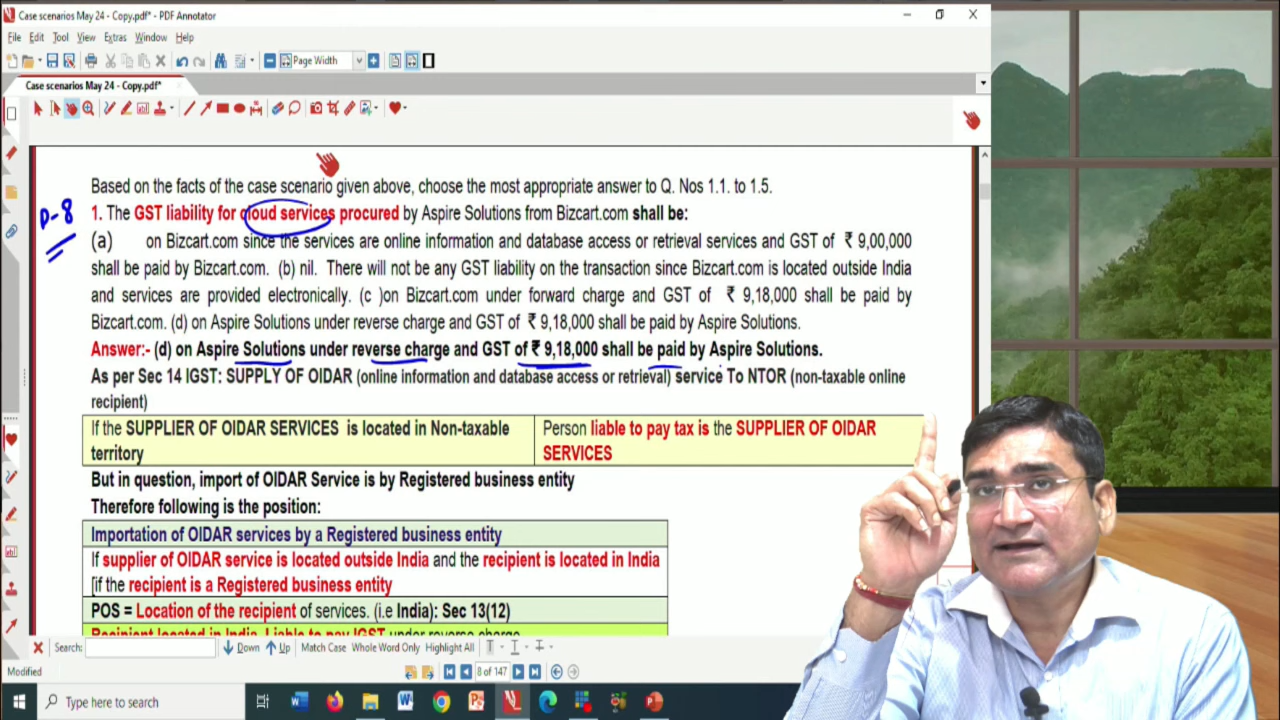 Case scenarios May 24 - Copy.pdf* - PDF Annotator
File Edit Tool View Extras Window Help
Page Width
Case scenarios May 24 - Copy.pdf*
Based on the facts of the case scenario given above, choose the most appropriate answer to Q. Nos 1.1. to 1.5.
P-8
1. The GST liability for cloud services procured by Aspire Solutions from Bizcart.com shall be:
(a) on Bizcart.com since the services are online information and database access or retrieval services and GST of ₹ 9,00,000
shall be paid by Bizcart.com. (b) nil. There will not be any GST liability on the transaction since Bizcart.com is located outside India
and services are provided electronically. (c )on Bizcart.com under forward charge and GST of ₹ 9,18,000 shall be paid by
Bizcart.com. (d) on Aspire Solutions under reverse charge and GST of ₹ 9,18,000 shall be paid by Aspire Solutions.
Answer:- (d) on Aspire Solutions under reverse charge and GST of ₹ 9,18,000 shall be paid by Aspire Solutions.
As per Sec 14 IGST: SUPPLY OF OIDAR (online information and database access or retrieval) service To NTOR (non-taxable online
recipient)
If the SUPPLIER OF OIDAR SERVICES is located in Non-taxable
territory
Person liable to pay tax is the SUPPLIER OF OIDAR
SERVICES
But in question, import of OIDAR Service is by Registered business entity
Therefore following is the position:
Importation of OIDAR services by a Registered business entity
If supplier of OIDAR service is located outside India and the recipient is located in India
[if the recipient is a Registered business entity
POS = Location of the recipient of services. (i.e India): Sec 13(12)
Recipient located in India, Liable to pay IGST under reverse charge
Search: Down Up Match Case Whole Word Only Highlight All
Modified 8 of 147
Type here to search